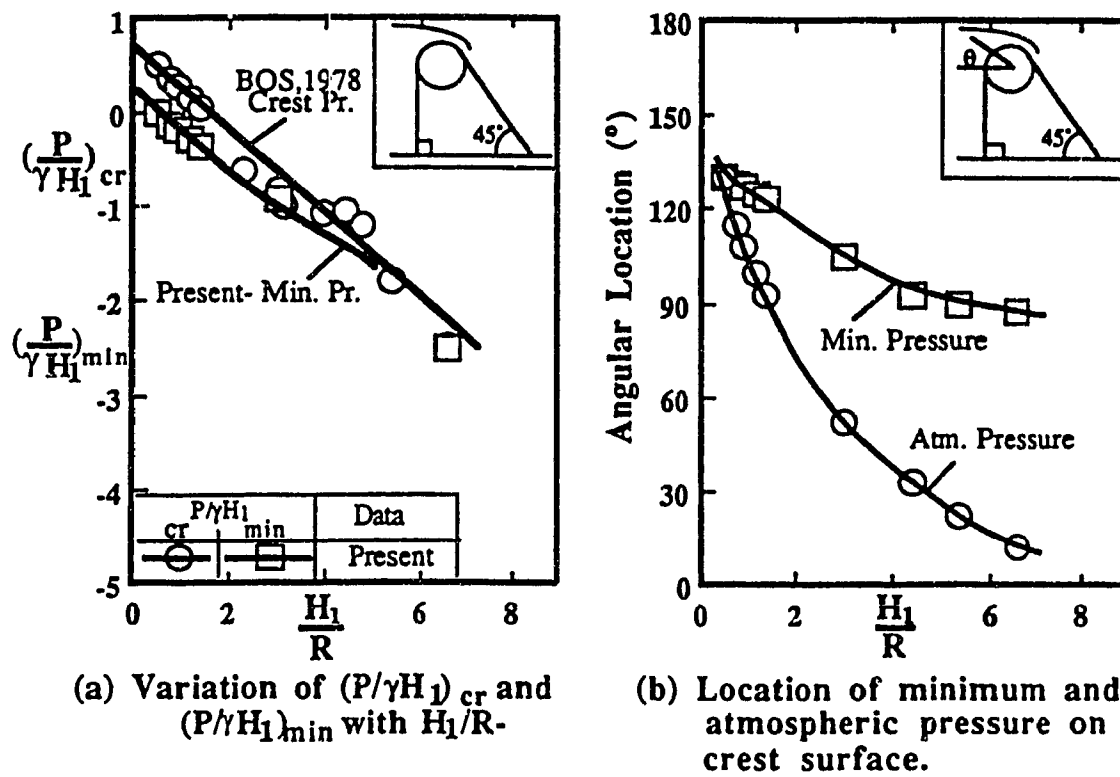 1
0
(P/γH₁)cr
-1
-2
(P/γH₁)min
-3
-4
-5
0 2 H₁/R 6 8
BOS,1978
Crest Pr.
45°
Present- Min. Pr.
P/γH₁
cr min Data
Present
(a) Variation of (P/γH₁)cr and
(P/γH₁)min with H₁/R-
Angular Location (°)
180
150
120
90
60
30
0
0 2 H₁/R 6 8
θ
45°
Min. Pressure
Atm. Pressure
(b) Location of minimum and
atmospheric pressure on
crest surface.